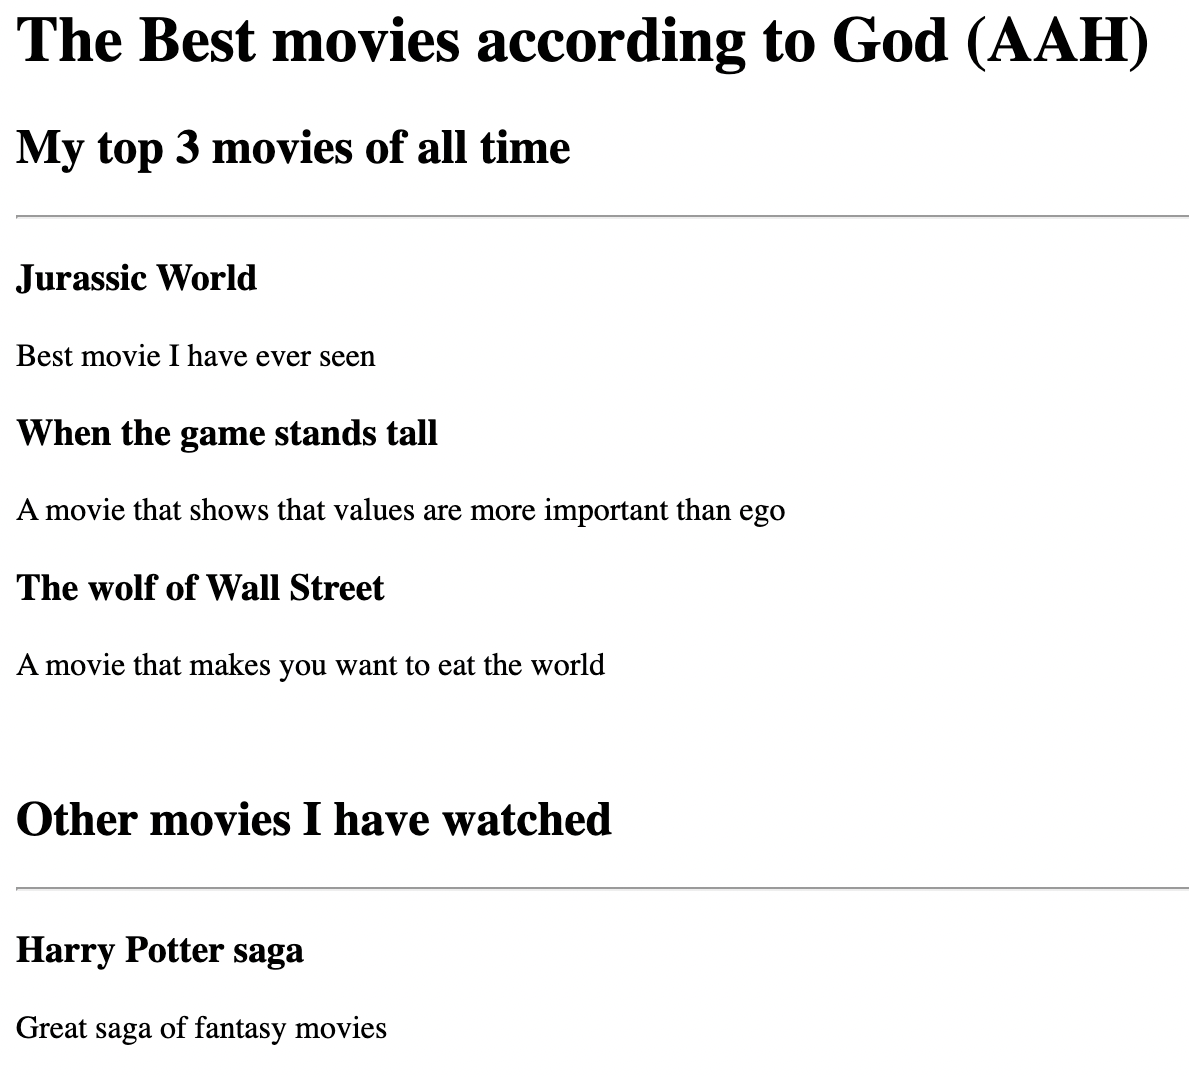 The Best movies according to God (AAH)
My top 3 movies of all time
Jurassic World
Best movie I have ever seen
When the game stands tall
A movie that shows that values are more important than ego
The wolf of Wall Street
A movie that makes you want to eat the world
Other movies I have watched
Harry Potter saga
Great saga of fantasy movies